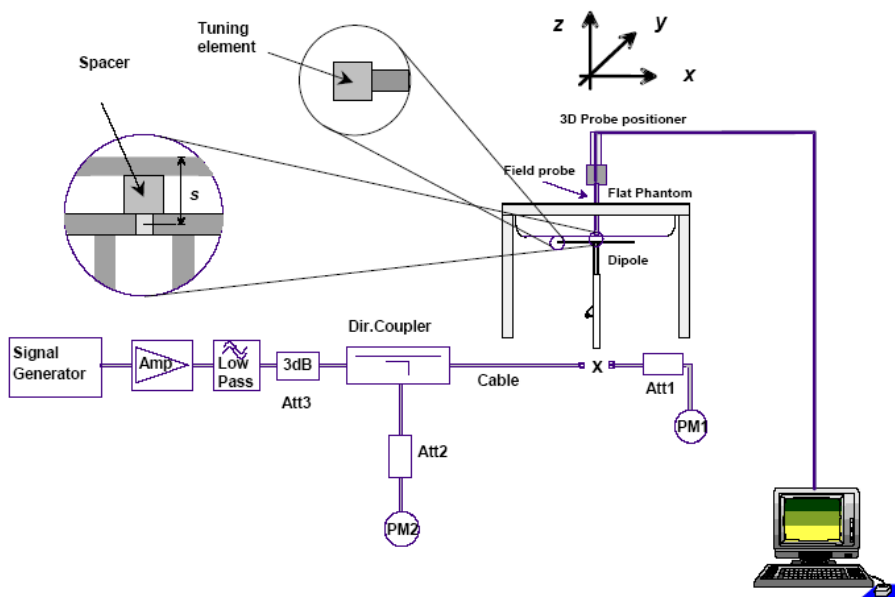 Tuning
element
Spacer
s
z
y
x
3D Probe positioner
Field probe
Flat Phantom
Dipole
Dir.Coupler
Signal
Generator
Amp
Low
Pass
3dB
Att3
Cable
X
Att1
PM1
Att2
PM2